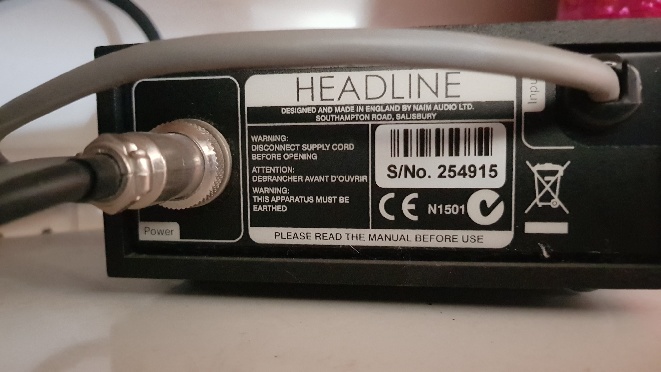 HEADLINE
DESIGNED AND MADE IN ENGLAND BY NAIM AUDIO LTD.
SOUTHAMPTON ROAD, SALISBURY
WARNING:
DISCONNECT SUPPLY CORD
BEFORE OPENING
ATTENTION:
DEBRANCHER AVANT D'OUVRIR
WARNING:
THIS APPARATUS MUST BE
EARTHED
S/No. 254915
CE N1501
PLEASE READ THE MANUAL BEFORE USE
Power
Inpu